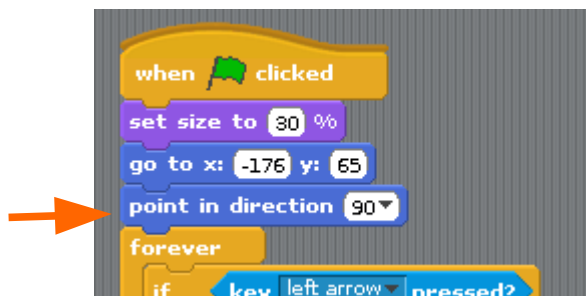 when clicked
set size to 30 %
go to x: -176 y: 65
point in direction 90
forever
if key left arrow pressed?